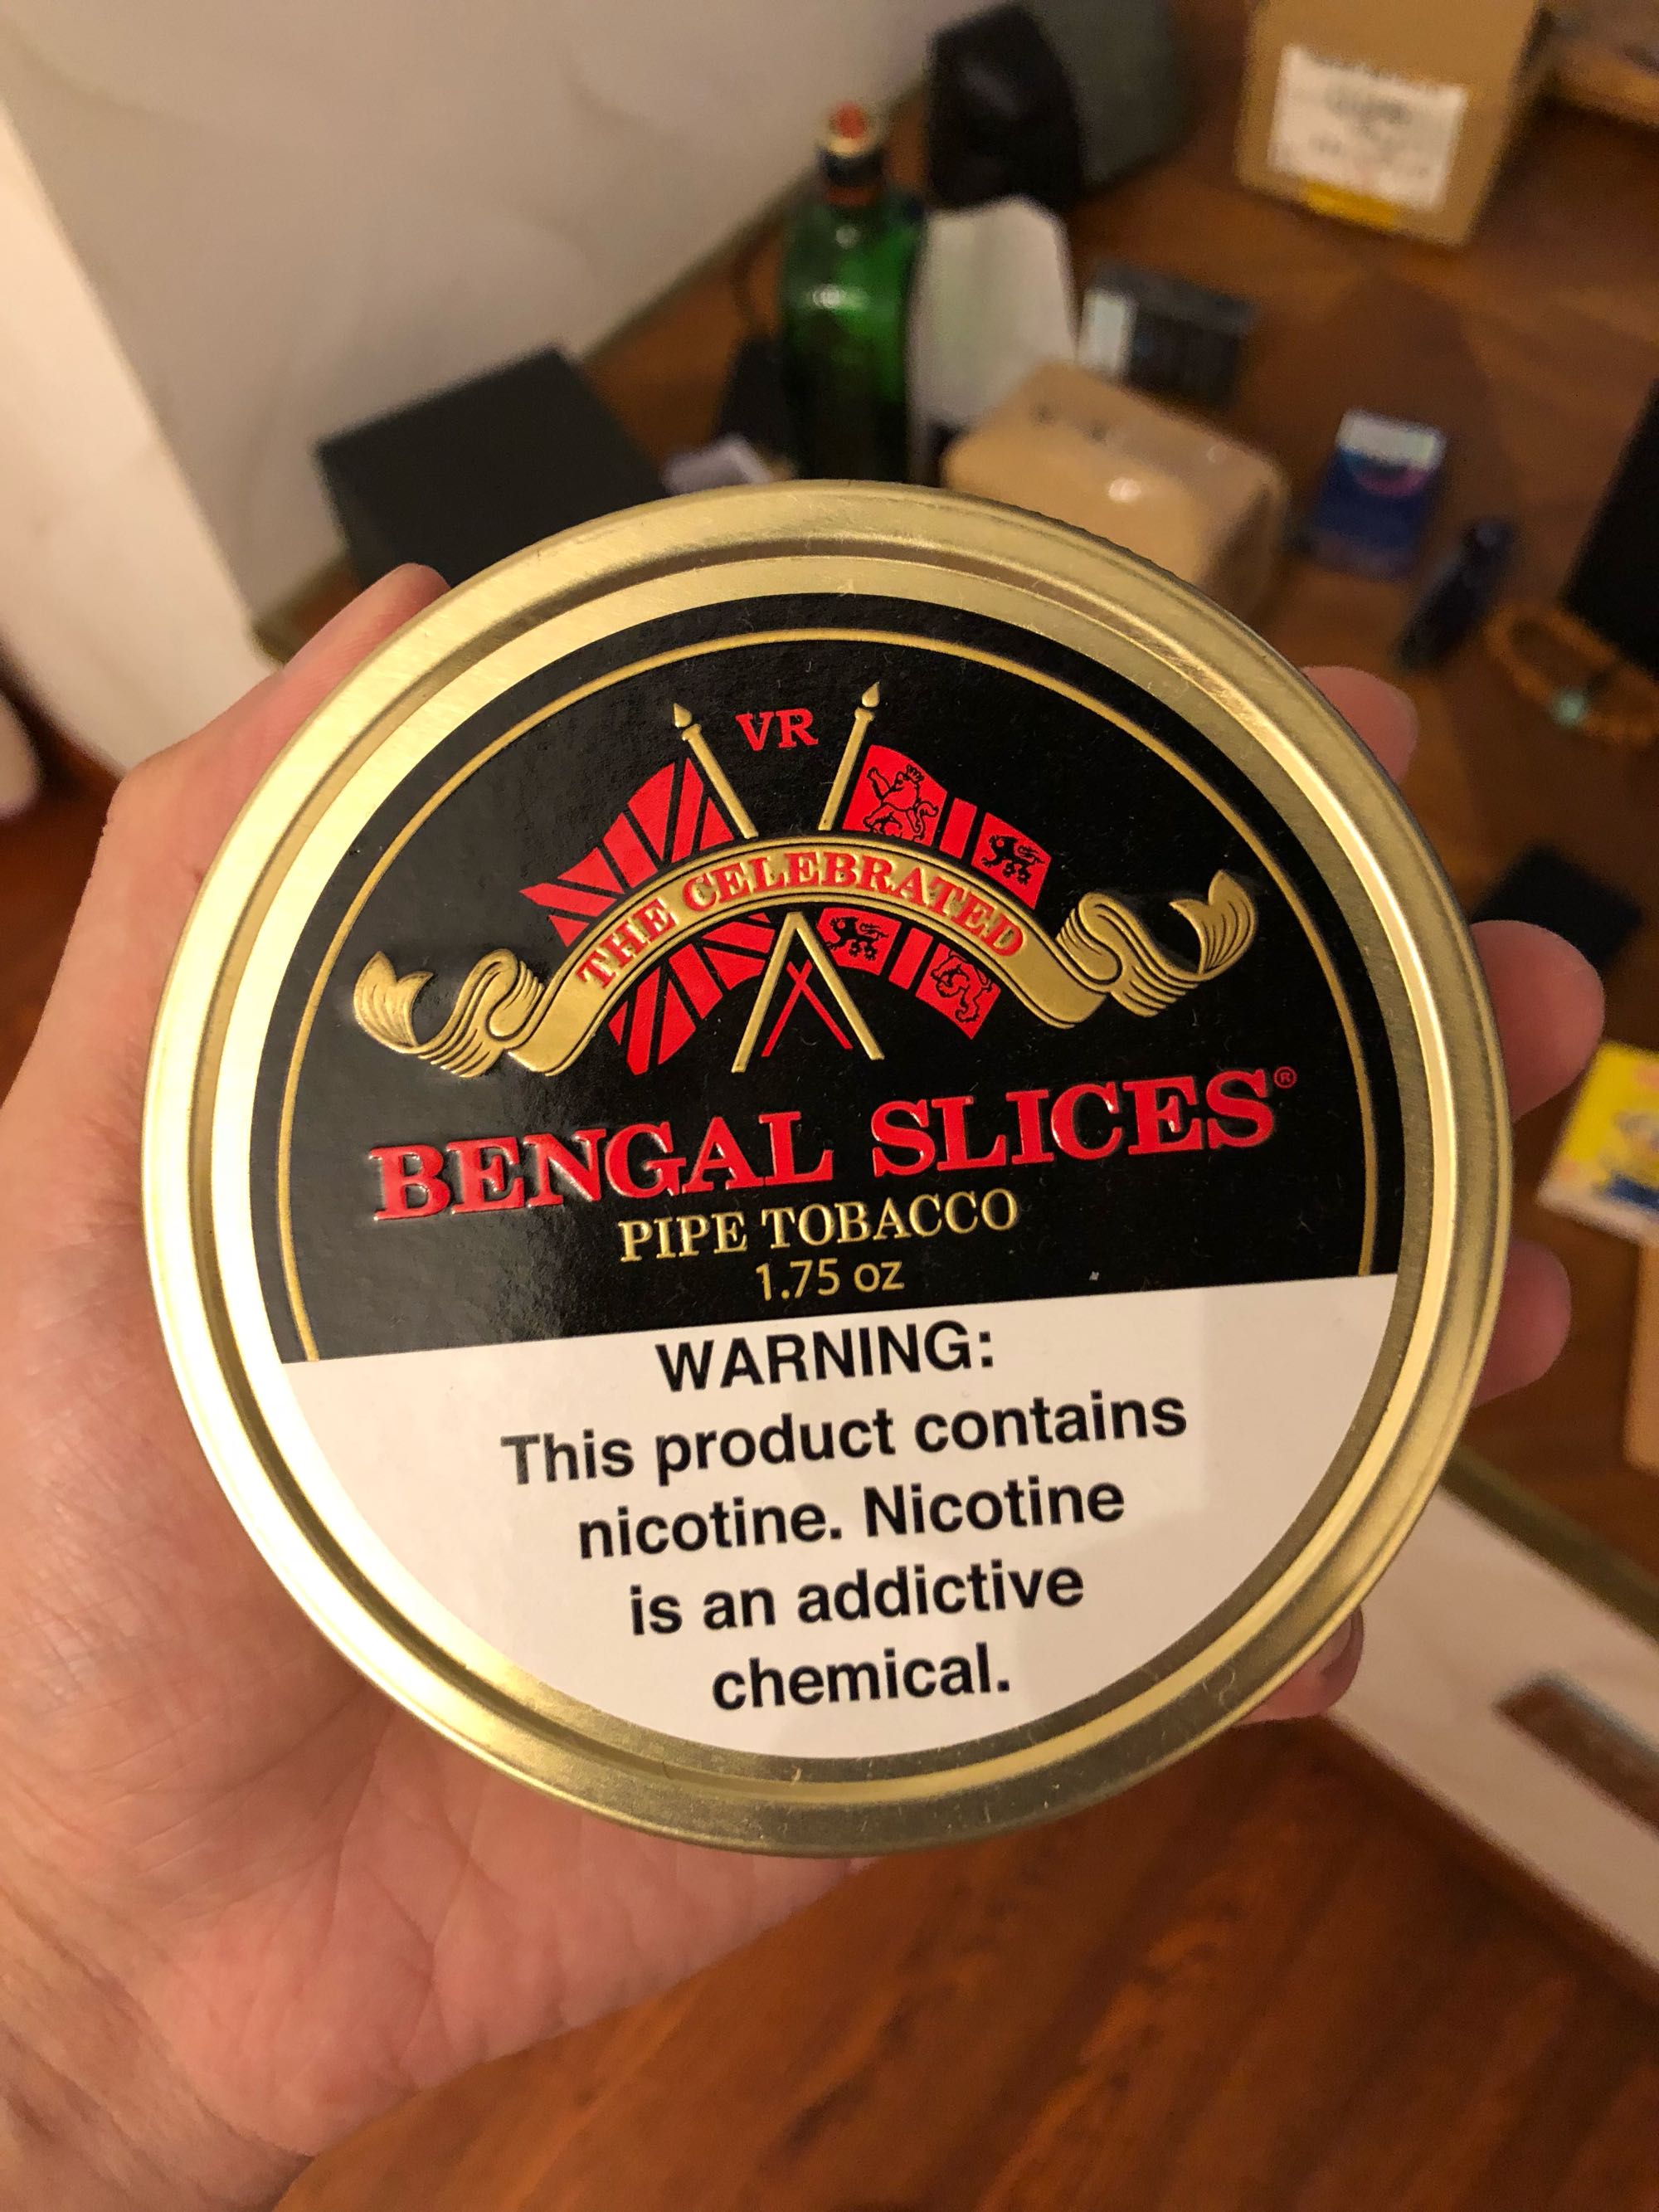 VR
THE CELEBRATED
BENGAL SLICES®
PIPE TOBACCO
1.75 oz
WARNING:
This product contains
nicotine. Nicotine
is an addictive
chemical.